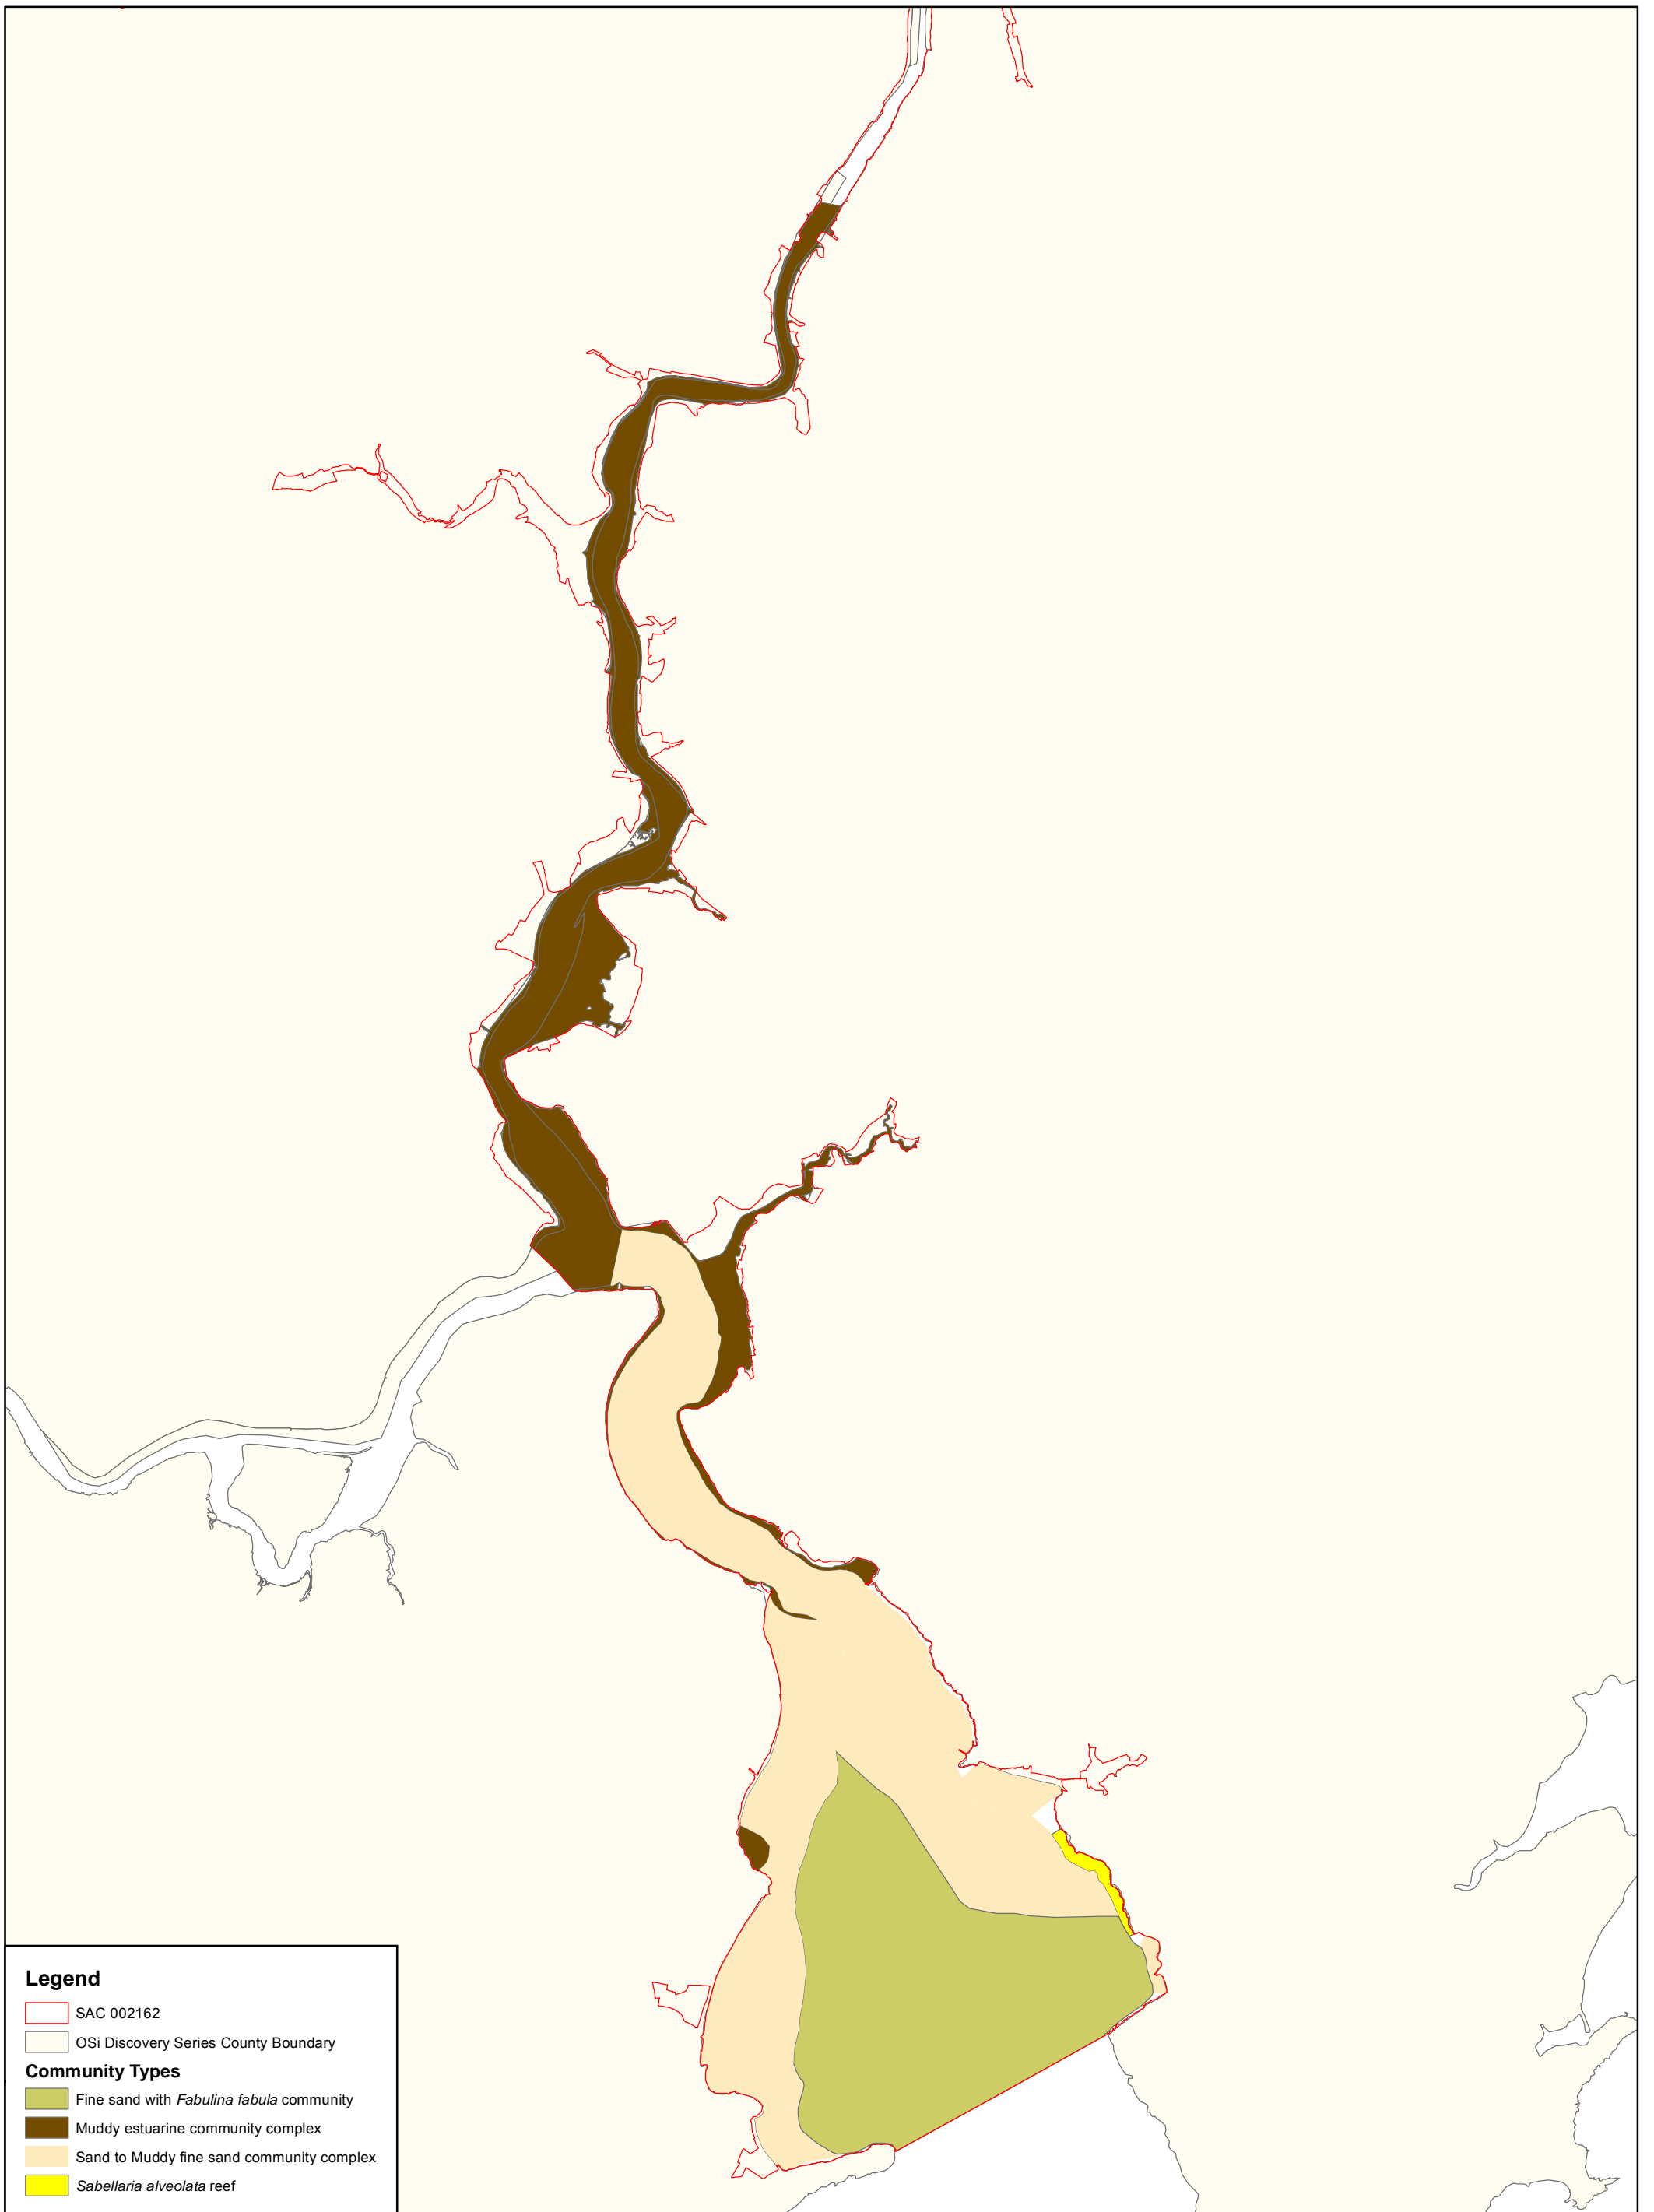 Legend
SAC 002162
OSi Discovery Series County Boundary
Community Types
Fine sand with Fabulina fabula community
Muddy estuarine community complex
Sand to Muddy fine sand community complex
Sabellaria alveolata reef